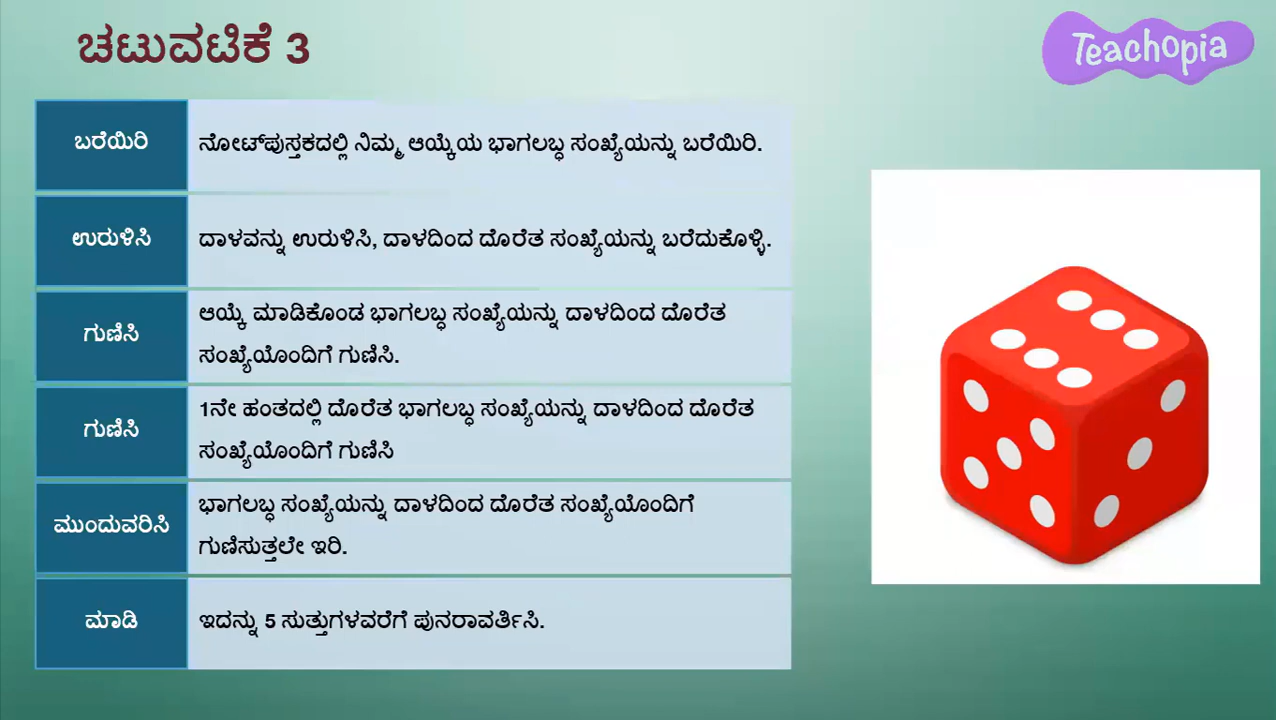 ಚಟುವಟಿಕೆ 3
Teachopia
ಬರೆಯಿರಿ
ನೋಟ್‌ಪುಸ್ತಕದಲ್ಲಿ ನಿಮ್ಮ ಆಯ್ಕೆಯ ಭಾಗಲಬ್ಧ ಸಂಖ್ಯೆಯನ್ನು ಬರೆಯಿರಿ.
ಉರುಳಿಸಿ
ದಾಳವನ್ನು ಉರುಳಿಸಿ, ದಾಳದಿಂದ ದೊರೆತ ಸಂಖ್ಯೆಯನ್ನು ಬರೆದುಕೊಳ್ಳಿ.
ಗುಣಿಸಿ
ಆಯ್ಕೆ ಮಾಡಿಕೊಂಡ ಭಾಗಲಬ್ಧ ಸಂಖ್ಯೆಯನ್ನು ದಾಳದಿಂದ ದೊರೆತ
ಸಂಖ್ಯೆಯೊಂದಿಗೆ ಗುಣಿಸಿ.
ಗುಣಿಸಿ
1ನೇ ಹಂತದಲ್ಲಿ ದೊರೆತ ಭಾಗಲಬ್ಧ ಸಂಖ್ಯೆಯನ್ನು ದಾಳದಿಂದ ದೊರೆತ
ಸಂಖ್ಯೆಯೊಂದಿಗೆ ಗುಣಿಸಿ
ಮುಂದುವರಿಸಿ
ಭಾಗಲಬ್ಧ ಸಂಖ್ಯೆಯನ್ನು ದಾಳದಿಂದ ದೊರೆತ ಸಂಖ್ಯೆಯೊಂದಿಗೆ
ಗುಣಿಸುತ್ತಲೇ ಇರಿ.
ಮಾಡಿ
ಇದನ್ನು 5 ಸುತ್ತುಗಳವರೆಗೆ ಪುನರಾವರ್ತಿಸಿ.